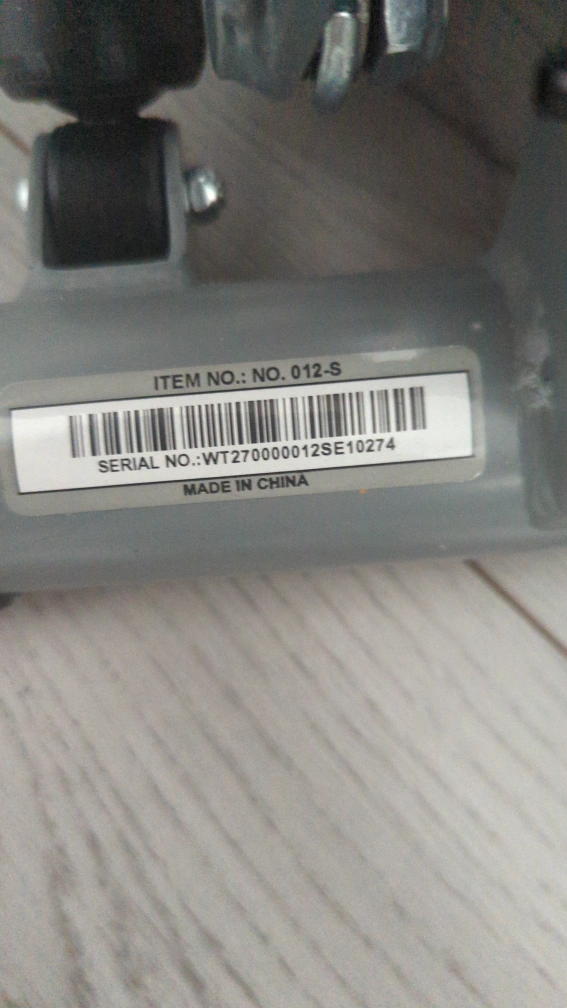 ITEM NO.: NO. 012-S
SERIAL NO.:WT270000012SE10274
MADE IN CHINA